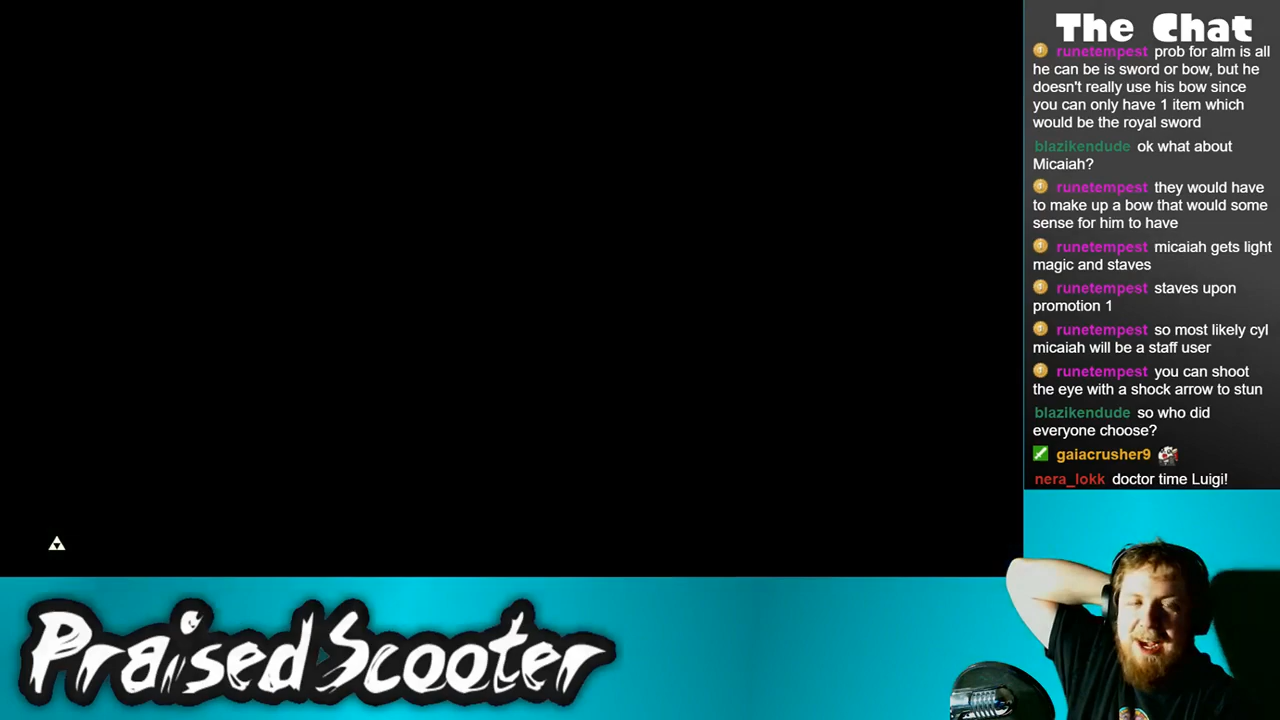 The Chat
runetempest prob for alm is all
he can be is sword or bow, but he
doesn't really use his bow since
you can only have 1 item which
would be the royal sword
blazikendude ok what about
Micaiah?
runetempest they would have
to make up a bow that would some
sense for him to have
runetempest micaiah gets light
magic and staves
runetempest staves upon
promotion 1
runetempest so most likely cyl
micaiah will be a staff user
runetempest you can shoot
the eye with a shock arrow to stun
blazikendude so who did
everyone choose?
gaiacrusher9
nera_lokk doctor time Luigi!
PraisedScooter